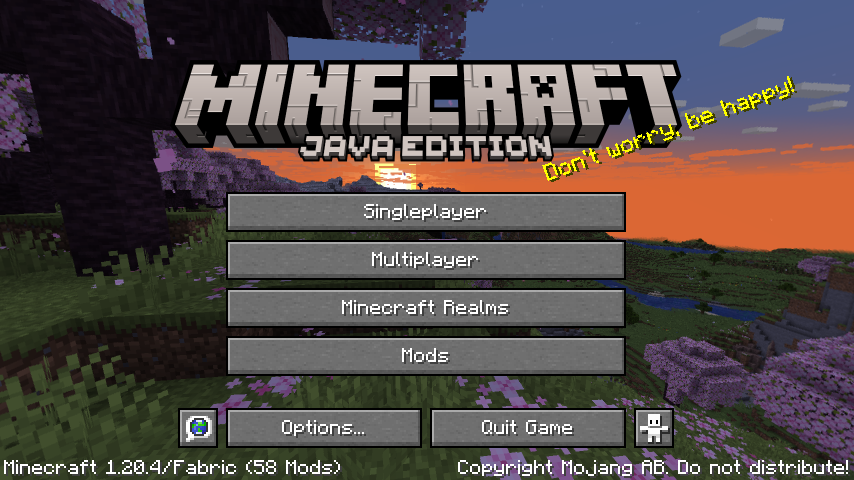 MINECRAFT
JAVA EDITION
Don't worry, be happy!
Singleplayer
Multiplayer
Minecraft Realms
Mods
Options...
Quit Game
Minecraft 1.20.4/Fabric (58 Mods)
Copyright Mojang AB. Do not distribute!